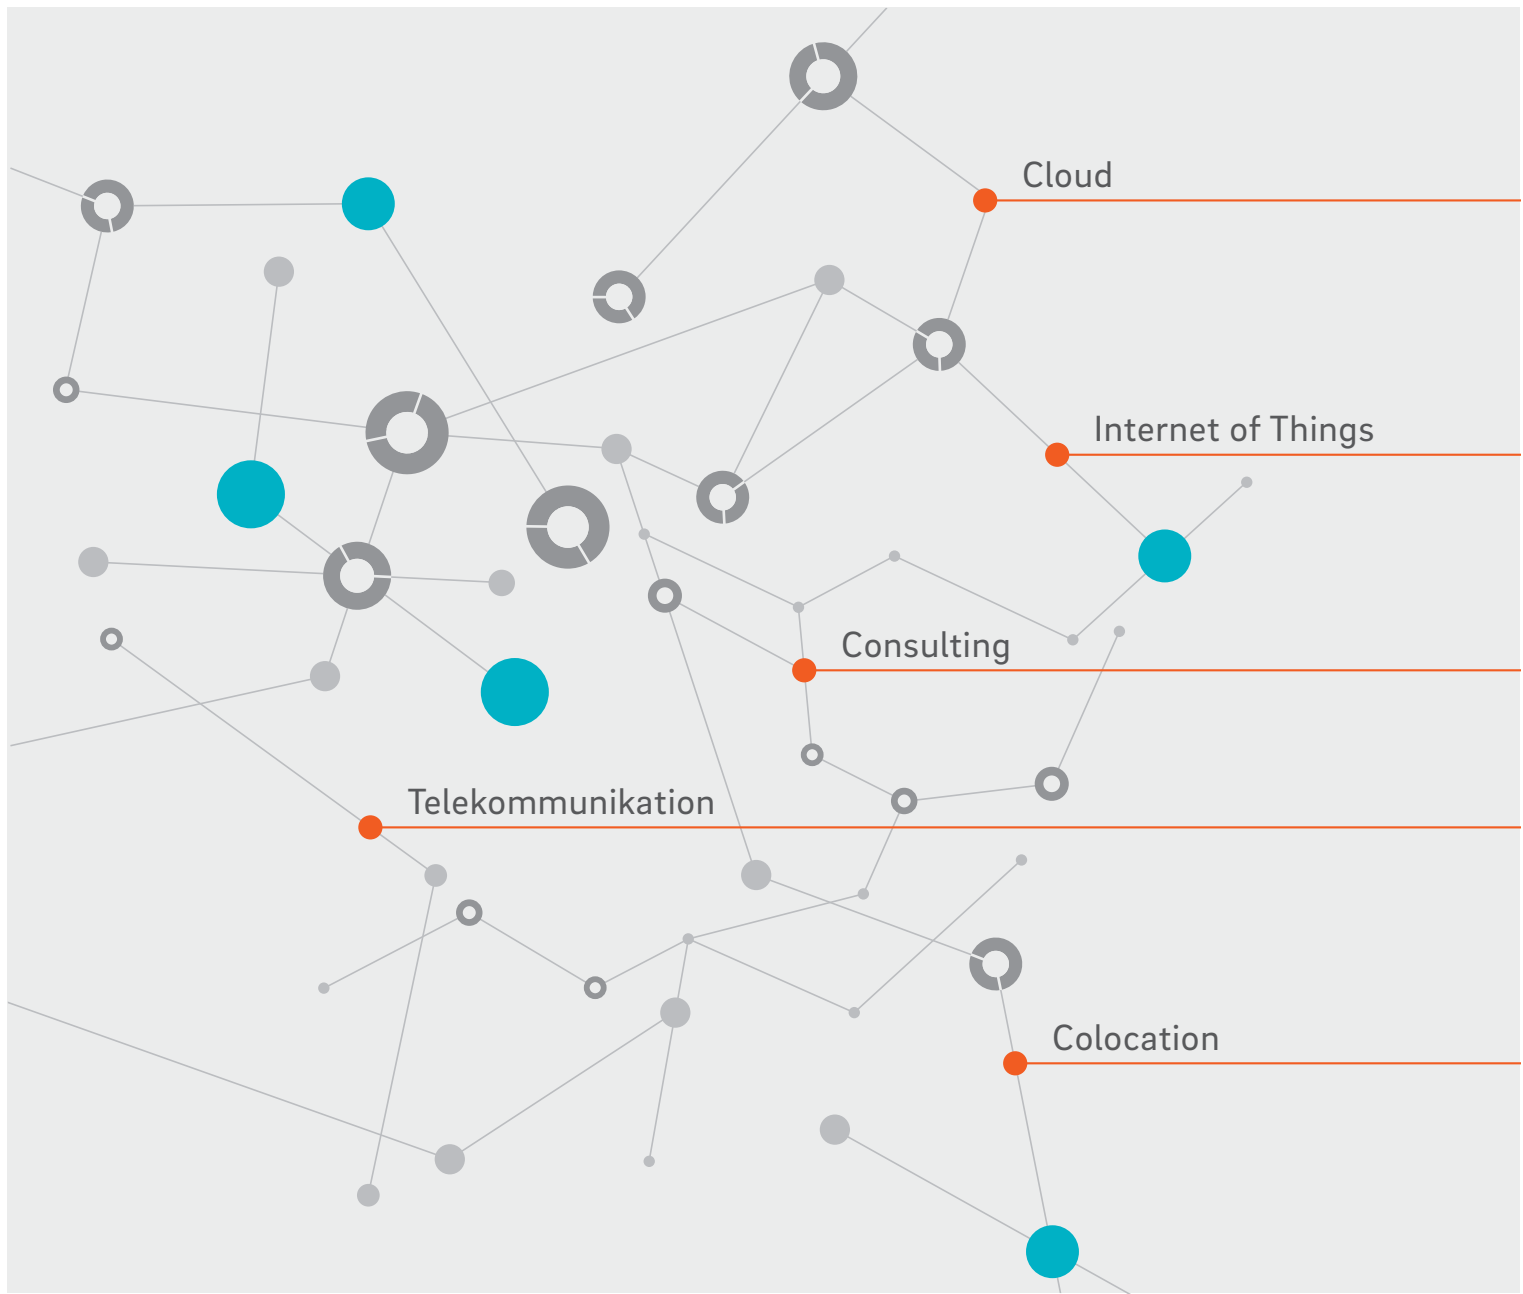 Cloud
Internet of Things
Consulting
Telekommunikation
Colocation